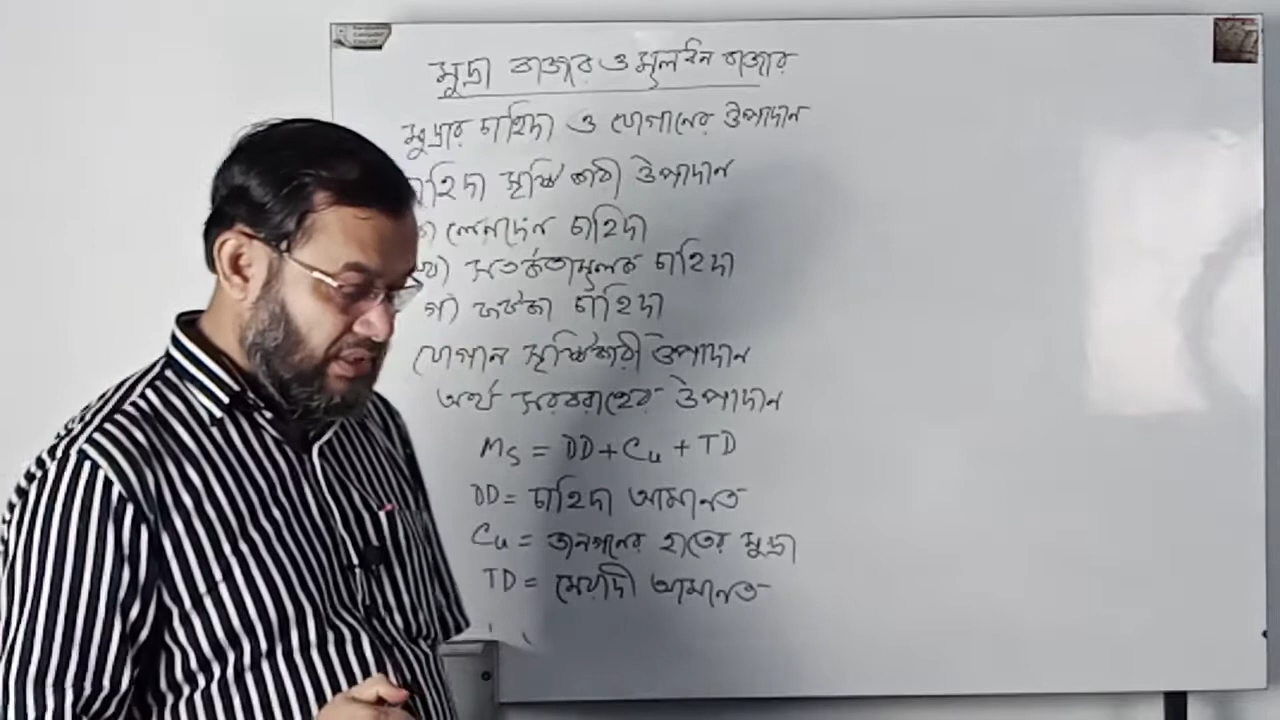 মুদ্রা বাজার ও মূলধন বাজার
মুদ্রার চাহিদা ও যোগানের উপাদান
চাহিদা সৃষ্টিকারী উপাদান
ক) লেনদেন চাহিদা
খ) সতর্কতামূলক চাহিদা
গ) ফটকা চাহিদা
যোগান সৃষ্টিকারী উপাদান
অর্থ সরবরাহের উপাদান
Ms = DD + Cu + TD
DD = চাহিদা আমানত
Cu = জনগনের হাতের মুদ্রা
TD = মেয়াদী আমানত